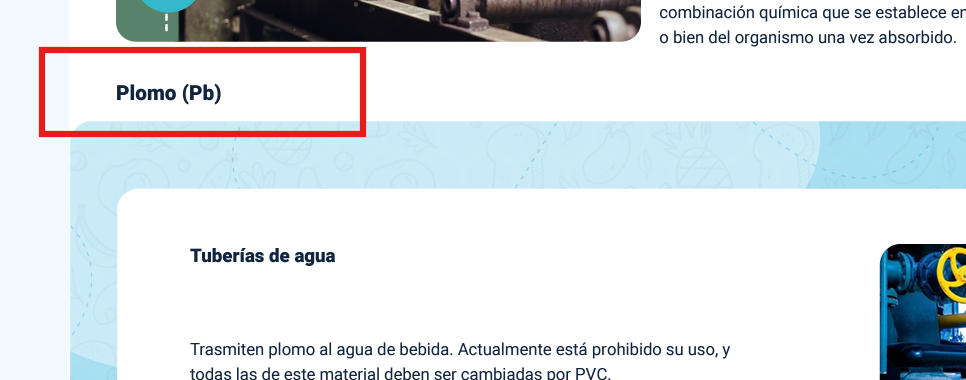 combinación química que se establece en
o bien del organismo una vez absorbido.
Plomo (Pb)
Tuberías de agua
Trasmiten plomo al agua de bebida. Actualmente está prohibido su uso, y
todas las de este material deben ser cambiadas por PVC.